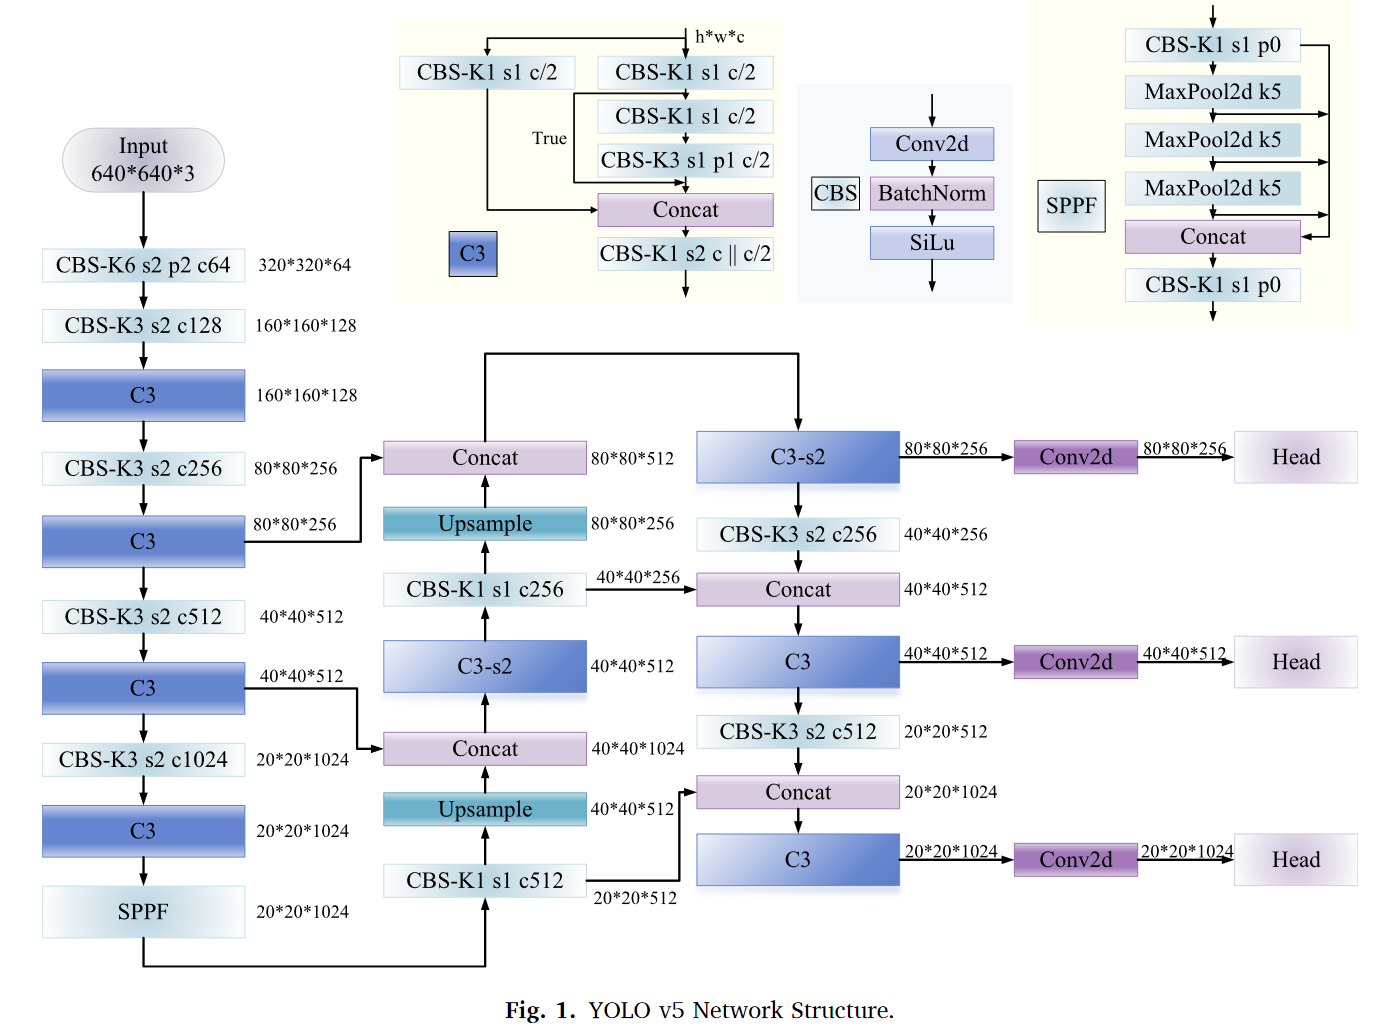 Input
640*640*3
CBS-K6 s2 p2 c64
320*320*64
CBS-K3 s2 c128
160*160*128
C3
160*160*128
CBS-K3 s2 c256
80*80*256
C3
80*80*256
CBS-K3 s2 c512
40*40*512
C3
40*40*512
CBS-K3 s2 c1024
20*20*1024
C3
20*20*1024
SPPF
20*20*1024
h*w*c
CBS-K1 s1 c/2
CBS-K1 s1 c/2
CBS-K1 s1 c/2
True
CBS-K3 s1 p1 c/2
Concat
C3
CBS-K1 s2 c || c/2
Conv2d
CBS
BatchNorm
SiLu
CBS-K1 s1 p0
MaxPool2d k5
MaxPool2d k5
MaxPool2d k5
SPPF
Concat
CBS-K1 s1 p0
Concat
80*80*512
Upsample
80*80*256
CBS-K1 s1 c256
40*40*256
C3-s2
40*40*512
Concat
40*40*1024
Upsample
40*40*512
CBS-K1 s1 c512
20*20*512
C3-s2
80*80*256
Conv2d
80*80*256
Head
CBS-K3 s2 c256
40*40*256
Concat
40*40*512
C3
40*40*512
Conv2d
40*40*512
Head
CBS-K3 s2 c512
20*20*512
Concat
20*20*1024
C3
20*20*1024
Conv2d
20*20*1024
Head
Fig. 1. YOLO v5 Network Structure.